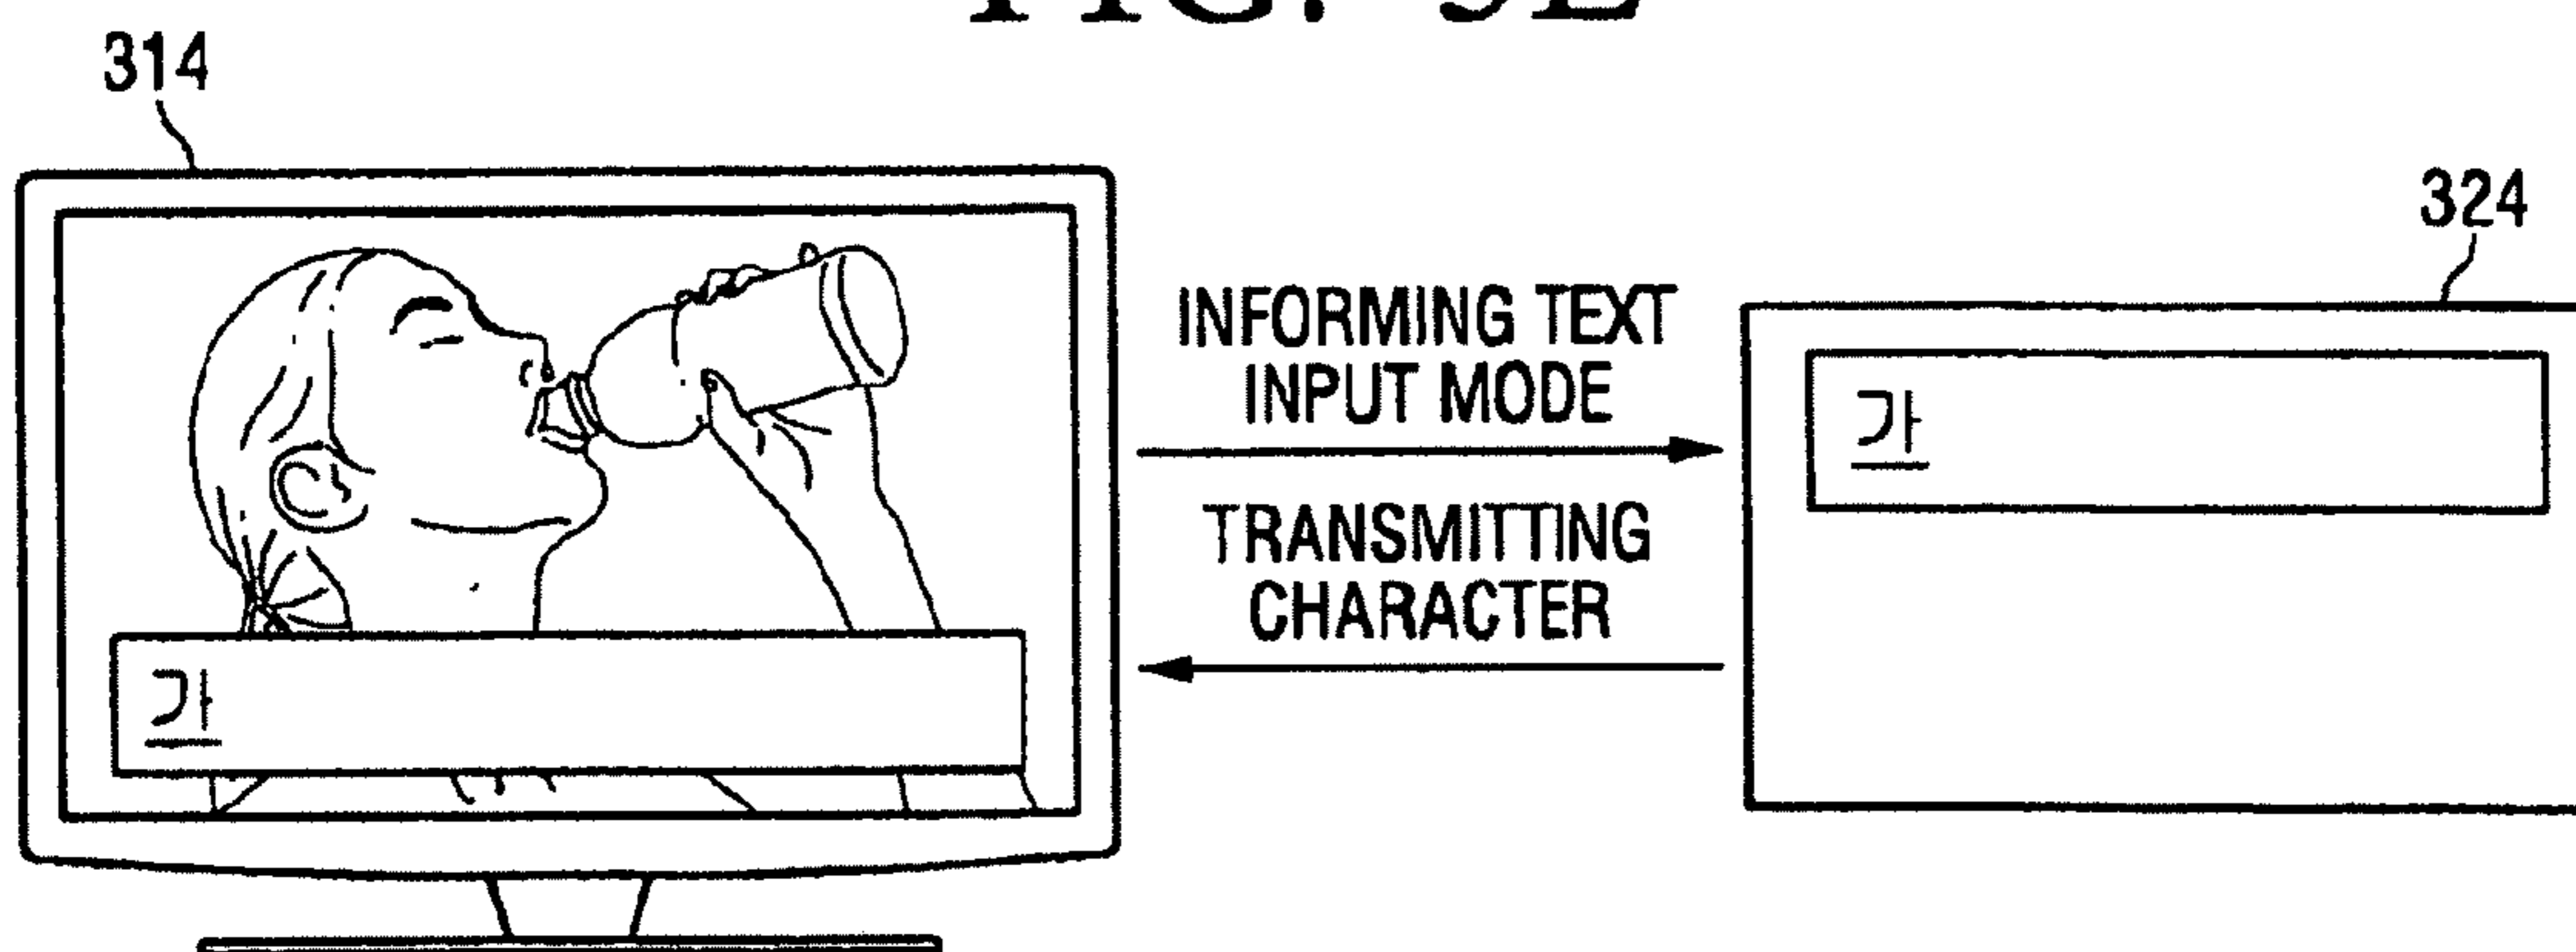 314
324
INFORMING TEXT
INPUT MODE
가
TRANSMITTING
CHARACTER
가